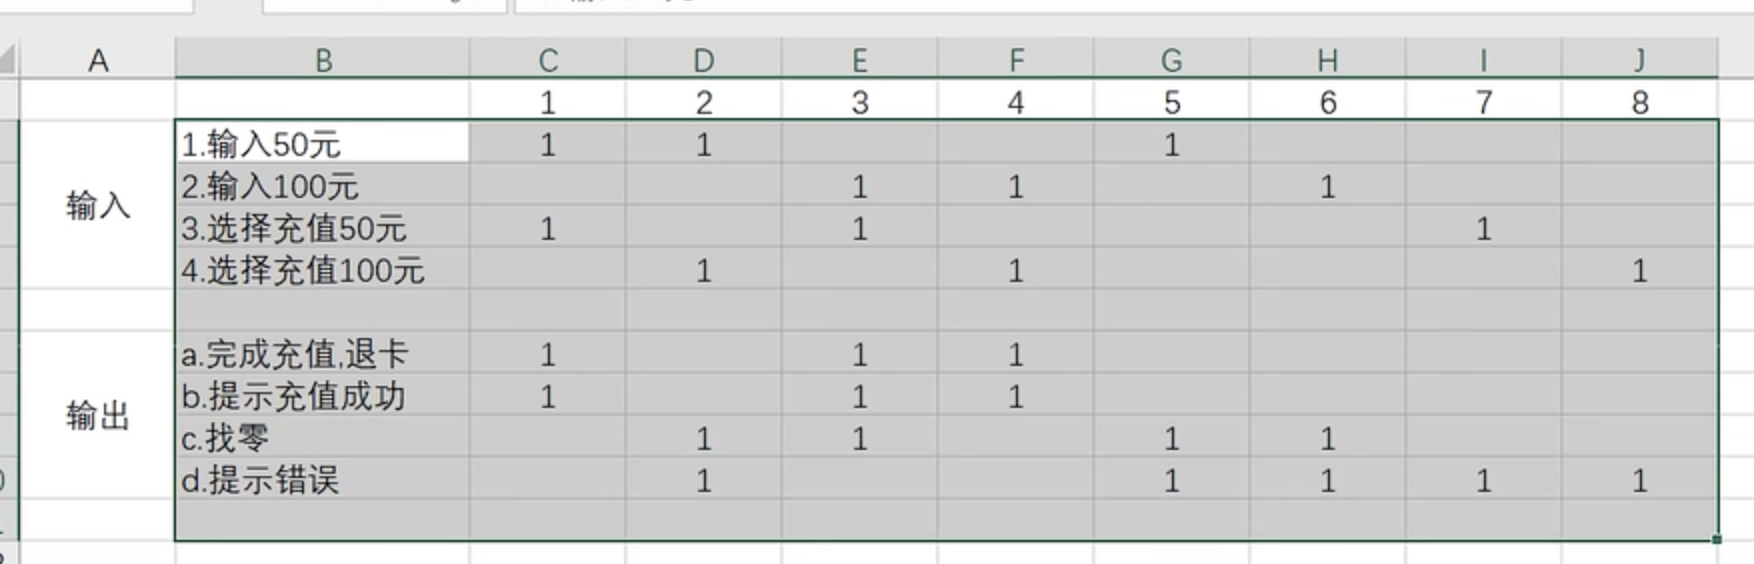 A B C D E F G H I J
1 2 3 4 5 6 7 8
输入
1.输入50元 1 1 1
2.输入100元 1 1 1
3.选择充值50元 1 1 1
4.选择充值100元 1 1 1
输出
a.完成充值,退卡 1 1 1
b.提示充值成功 1 1 1
c.找零 1 1 1 1
d.提示错误 1 1 1 1 1